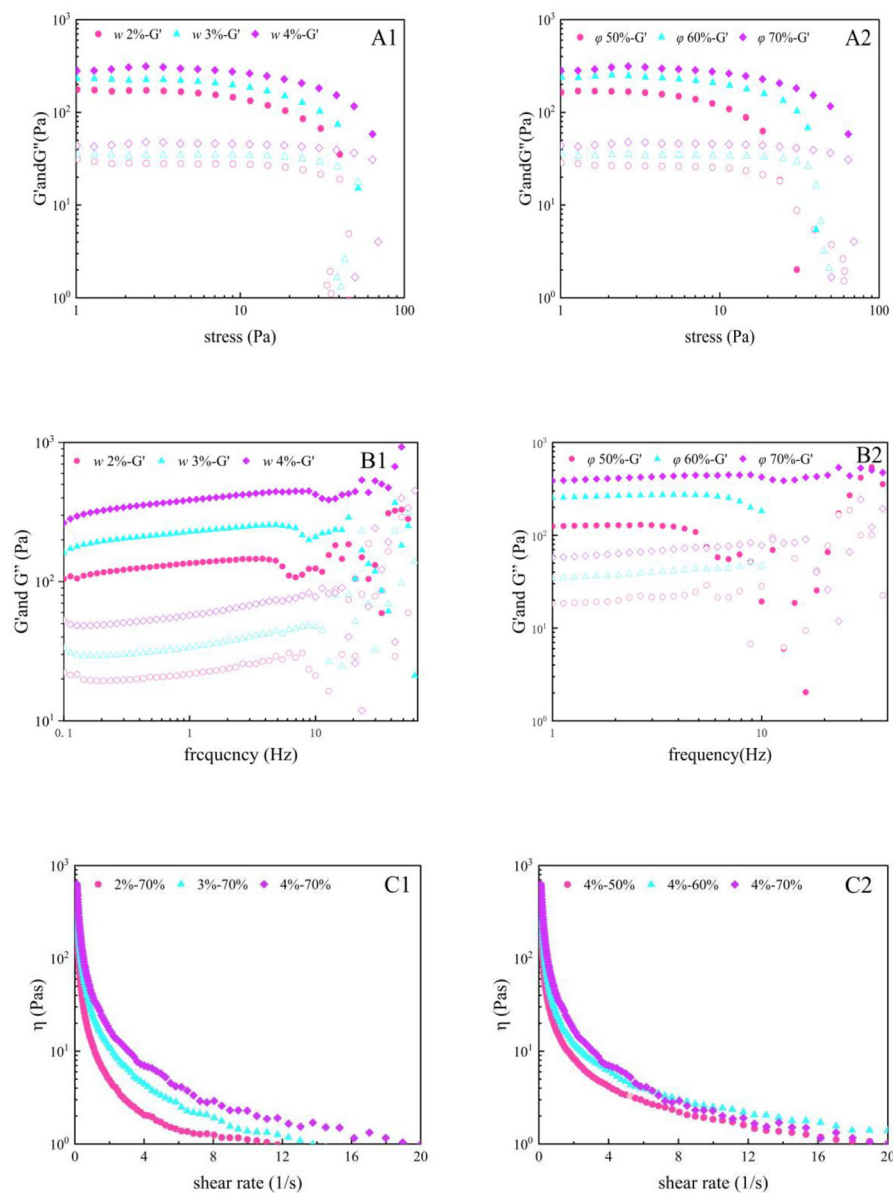 w 2%-G' w 3%-G' w 4%-G' A1
10³
10²
10¹
10⁰
G'andG''(Pa)
1 10 100
stress (Pa)
φ 50%-G' φ 60%-G' φ 70%-G' A2
10³
10²
10¹
10⁰
G'andG''(Pa)
1 10 100
stress (Pa)
w 2%-G' w 3%-G' w 4%-G' B1
10³
10²
10¹
G'and G'' (Pa)
0.1 1 10
frequency (Hz)
φ 50%-G' φ 60%-G' φ 70%-G' B2
10³
10²
10¹
10⁰
G'and G'' (Pa)
1 10
frequency(Hz)
2%-70% 3%-70% 4%-70% C1
10³
10²
10¹
10⁰
η (Pas)
0 4 8 12 16 20
shear rate (1/s)
4%-50% 4%-60% 4%-70% C2
10³
10²
10¹
10⁰
η (Pas)
0 4 8 12 16 20
shear rate (1/s)